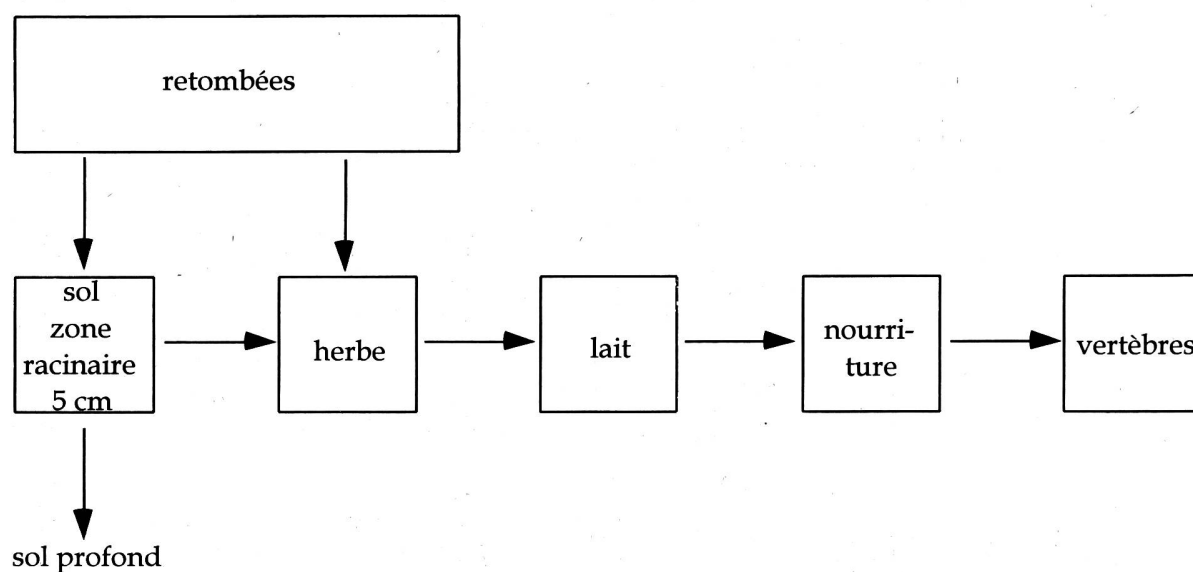 retombées
sol
zone
racinaire
5 cm
herbe
lait
nourri-
ture
vertèbres
sol profond